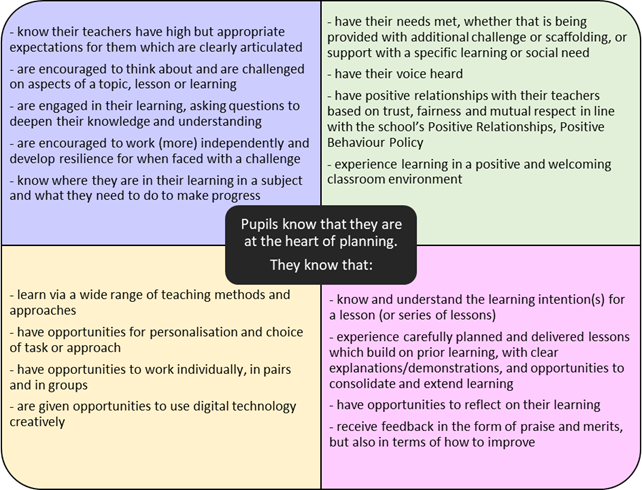 - know their teachers have high but appropriate
expectations for them which are clearly articulated
- are encouraged to think about and are challenged
on aspects of a topic, lesson or learning
- are engaged in their learning, asking questions to
deepen their knowledge and understanding
- are encouraged to work (more) independently and
develop resilience for when faced with a challenge
- know where they are in their learning in a subject
and what they need to do to make progress
- have their needs met, whether that is being
provided with additional challenge or scaffolding, or
support with a specific learning or social need
- have their voice heard
- have positive relationships with their teachers
based on trust, fairness and mutual respect in line
with the school’s Positive Relationships, Positive
Behaviour Policy
- experience learning in a positive and welcoming
classroom environment
Pupils know that they are
at the heart of planning.
They know that:
- learn via a wide range of teaching methods and
approaches
- have opportunities for personalisation and choice
of task or approach
- have opportunities to work individually, in pairs
and in groups
- are given opportunities to use digital technology
creatively
- know and understand the learning intention(s) for
a lesson (or series of lessons)
- experience carefully planned and delivered lessons
which build on prior learning, with clear
explanations/demonstrations, and opportunities to
consolidate and extend learning
- have opportunities to reflect on their learning
- receive feedback in the form of praise and merits,
but also in terms of how to improve